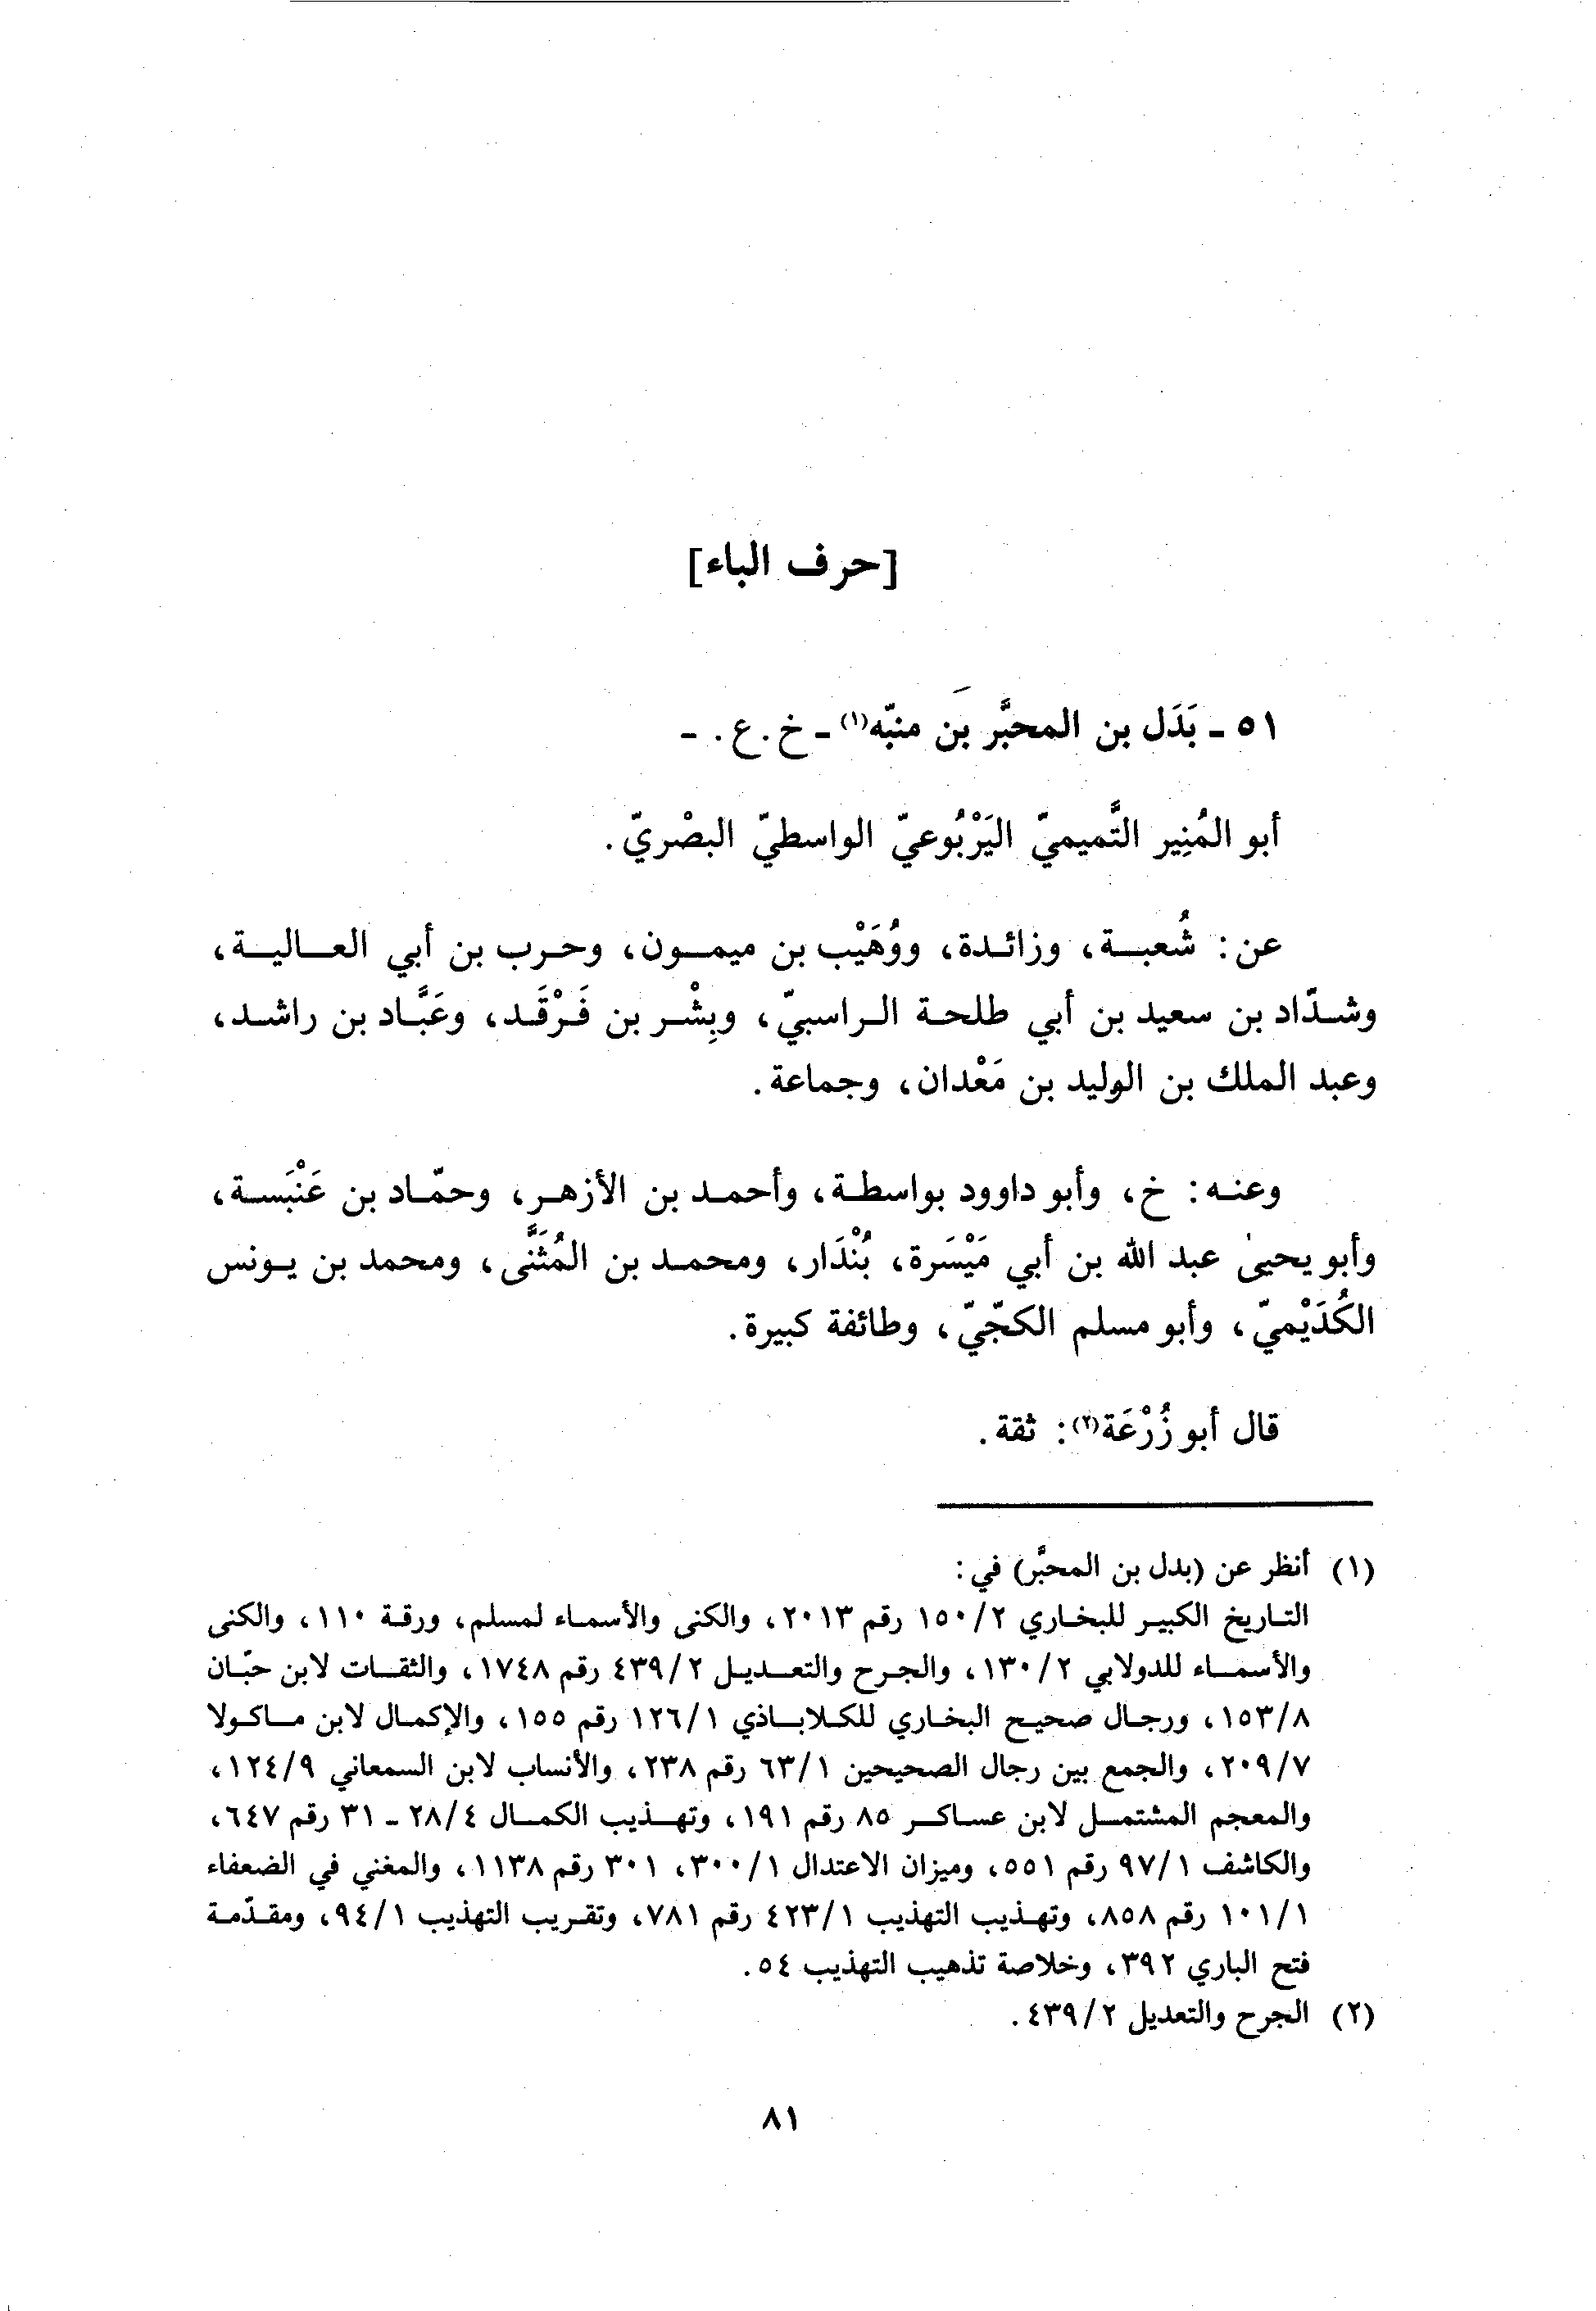 [حرف الباء]
٥١ - بَدَل بن المحبَّر بَن منبّه(١) - خ. ع. -
أبو المُنِير التَّميميّ اليَرْبُوعيّ الواسطيّ البصْريّ.
عن: شُعبة، وزائدة، ووُهَيْب بن ميمون، وحرب بن أبي العالية،
وشدّاد بن سعيد بن أبي طلحة الراسبيّ، وبِشْر بن فَرْقَد، وعَبَّاد بن راشد،
وعبد الملك بن الوليد بن مَعْدان، وجماعة.
وعنه: خ، وأبو داوود بواسطة، وأحمد بن الأزهر، وحمّاد بن عَنْبَسة،
وأبو يحيىٰ عبد الله بن أبي مَيْسَرة، بُنْدَار، ومحمد بن المُثَنَّى، ومحمد بن يونس
الكُدَيْميّ، وأبو مسلم الكجّيّ، وطائفة كبيرة.
قال أبو زُرْعَة(٢): ثقة.
(١) أنظر عن (بدل بن المحبَّر) في:
التاريخ الكبير للبخاري ١٥٠/٢ رقم ٢٠١٣، والكنى والأسماء لمسلم، ورقة ١١٠، والكنى
والأسماء للدولابي ١٣٠/٢، والجرح والتعديل ٤٣٩/٢ رقم ١٧٤٨، والثقات لابن حبّان
١٥٣/٨، ورجال صحيح البخاري للكلاباذي ١٢٦/١ رقم ١٥٥، والإكمال لابن ماكولا
٢٠٩/٧، والجمع بين رجال الصحيحين ٦٣/١ رقم ٢٣٨، والأنساب لابن السمعاني ١٢٤/٩،
والمعجم المشتمل لابن عساكر ٨٥ رقم ١٩١، وتهذيب الكمال ٢٨/٤ - ٣١ رقم ٦٤٧،
والكاشف ٩٧/١ رقم ٥٥١، وميزان الاعتدال ٣٠٠/١، ٣٠١ رقم ١١٣٨، والمغني في الضعفاء
١٠١/١ رقم ٨٥٨، وتهذيب التهذيب ٤٢٣/١ رقم ٧٨١، وتقريب التهذيب ٩٤/١، ومقدّمة
فتح الباري ٣٩٢، وخلاصة تذهيب التهذيب ٥٤.
(٢) الجرح والتعديل ٤٣٩/٢.
٨١